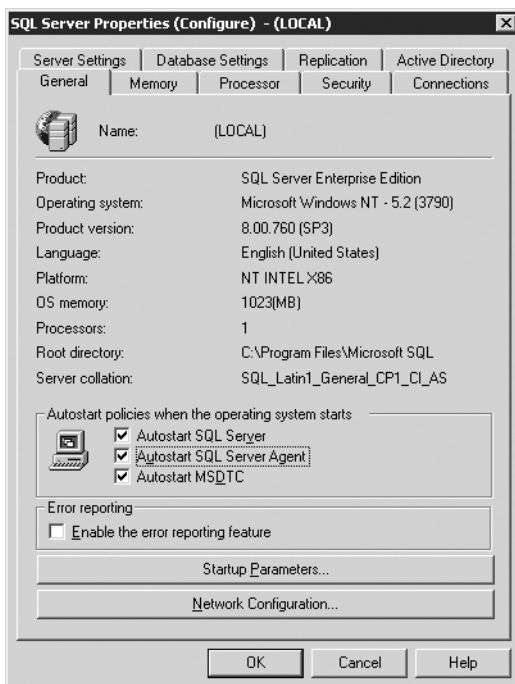 SQL Server Properties (Configure) - (LOCAL)
Server Settings Database Settings Replication Active Directory
General Memory Processor Security Connections
Name: (LOCAL)
Product: SQL Server Enterprise Edition
Operating system: Microsoft Windows NT - 5.2 (3790)
Product version: 8.00.760 (SP3)
Language: English (United States)
Platform: NT INTEL X86
OS memory: 1023(MB)
Processors: 1
Root directory: C:\Program Files\Microsoft SQL
Server collation: SQL_Latin1_General_CP1_CI_AS
Autostart policies when the operating system starts
Autostart SQL Server
Autostart SQL Server Agent
Autostart MSDTC
Error reporting
Enable the error reporting feature
Startup Parameters...
Network Configuration...
OK Cancel Help